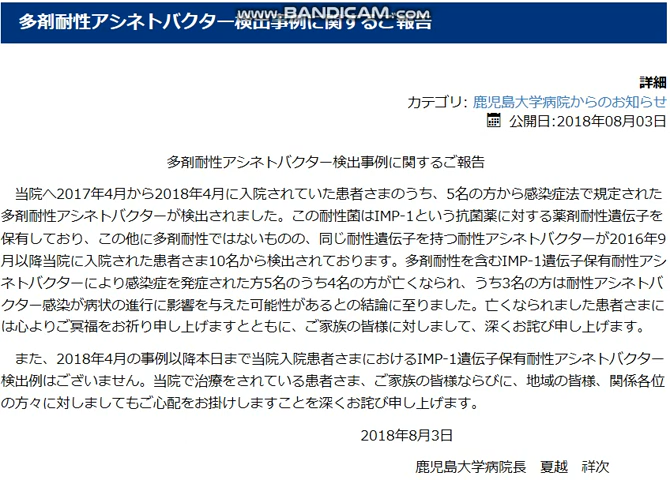 www.BANDICAM.com
多剤耐性アシネトバクター検出事例に関するご報告
詳細
カテゴリ: 鹿児島大学病院からのお知らせ
公開日:2018年08月03日
多剤耐性アシネトバクター検出事例に関するご報告
当院へ2017年4月から2018年4月に入院されていた患者さまのうち、5名の方から感染症法で規定された
多剤耐性アシネトバクターが検出されました。この耐性菌はIMP-1という抗菌薬に対する薬剤耐性遺伝子を
保有しており、この他に多剤耐性ではないものの、同じ耐性遺伝子を持つ耐性アシネトバクターが2016年9
月以降当院に入院された患者さま10名から検出されております。多剤耐性を含むIMP-1遺伝子保有耐性アシ
ネトバクターにより感染症を発症された方5名のうち4名の方が亡くなられ、うち3名の方は耐性アシネトバ
クター感染が病状の進行に影響を与えた可能性があるとの結論に至りました。亡くなられました患者さまに
は心よりご冥福をお祈り申し上げますとともに、ご家族の皆様に対しまして、深くお詫び申し上げます。
また、2018年4月の事例以降本日まで当院入院患者さまにおけるIMP-1遺伝子保有耐性アシネトバクター
検出例はございません。当院で治療をされている患者さま、ご家族の皆様ならびに、地域の皆様、関係各位
の方々に対しましてもご心配をお掛けしますことを深くお詫び申し上げます。
2018年8月3日
鹿児島大学病院長　夏越　祥次